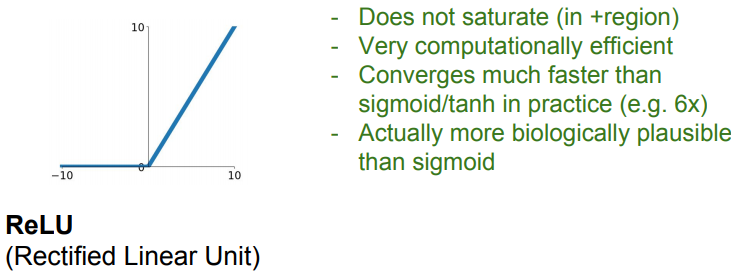 10
0
−10
10
ReLU
(Rectified Linear Unit)
- Does not saturate (in +region)
- Very computationally efficient
- Converges much faster than
sigmoid/tanh in practice (e.g. 6x)
- Actually more biologically plausible
than sigmoid